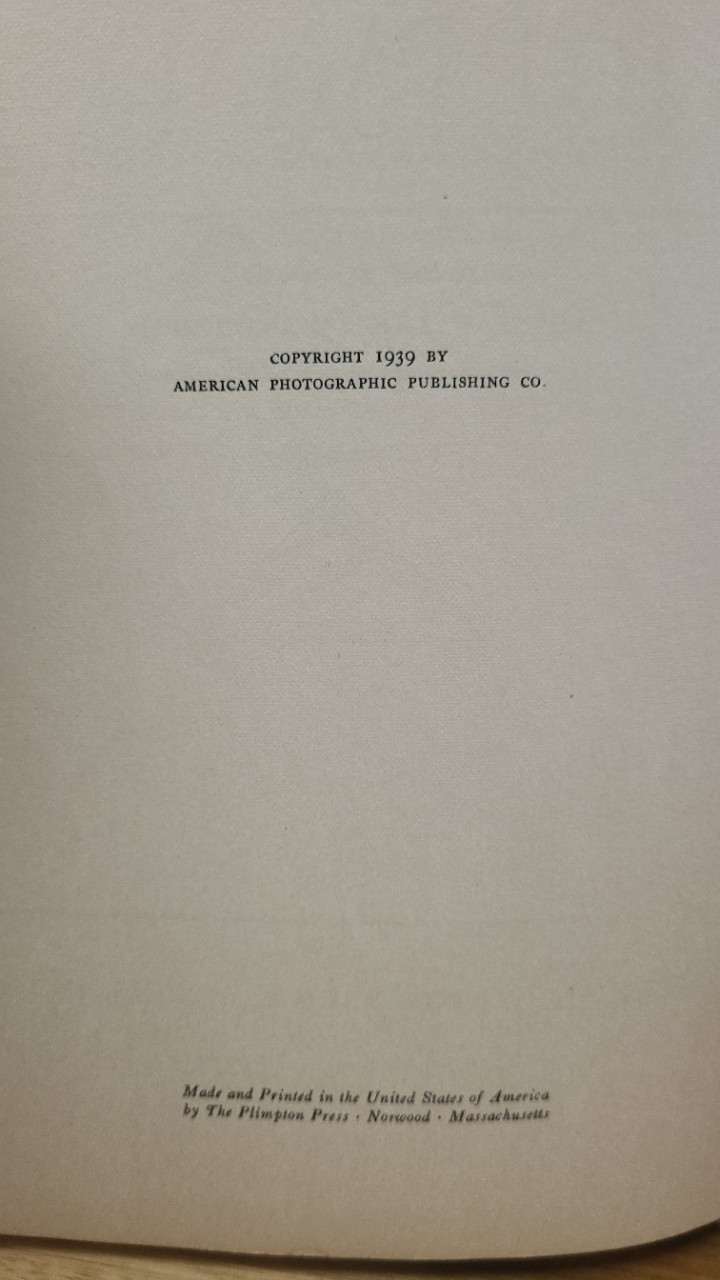 COPYRIGHT 1939 BY
AMERICAN PHOTOGRAPHIC PUBLISHING CO.
Made and Printed in the United States of America
by The Plimpton Press · Norwood · Massachusetts